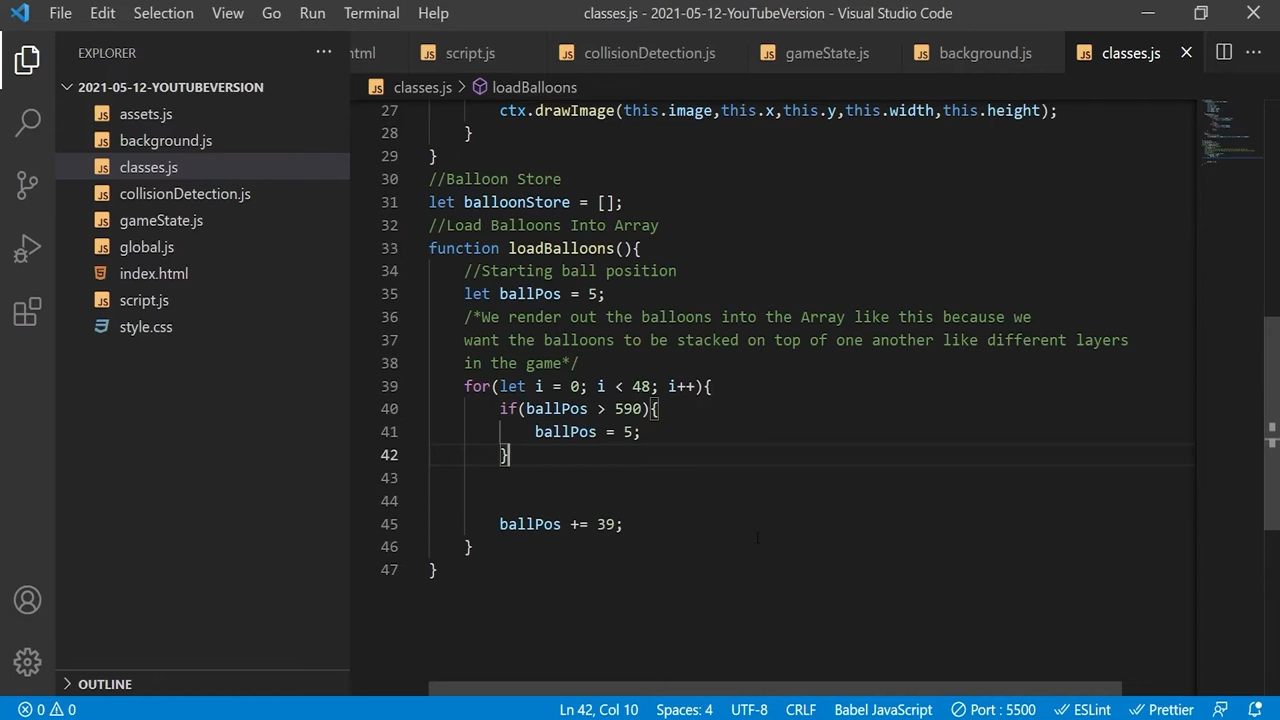 File Edit Selection View Go Run Terminal Help classes.js - 2021-05-12-YouTubeVersion - Visual Studio Code
EXPLORER
html script.js collisionDetection.js gameState.js background.js classes.js
2021-05-12-YOUTUBEVERSION
assets.js
background.js
classes.js
collisionDetection.js
gameState.js
global.js
index.html
script.js
style.css
OUTLINE
classes.js > loadBalloons
27 ctx.drawImage(this.image,this.x,this.y,this.width,this.height);
28 }
29 }
30 //Balloon Store
31 let balloonStore = [];
32 //Load Balloons Into Array
33 function loadBalloons(){
34 //Starting ball position
35 let ballPos = 5;
36 /*We render out the balloons into the Array like this because we
37 want the balloons to be stacked on top of one another like different layers
38 in the game*/
39 for(let i = 0; i < 48; i++){
40 if(ballPos > 590){
41 ballPos = 5;
42 }
43
44
45 ballPos += 39;
46 }
47 }
0 0 Ln 42, Col 10 Spaces: 4 UTF-8 CRLF Babel JavaScript Port : 5500 ESLint Prettier